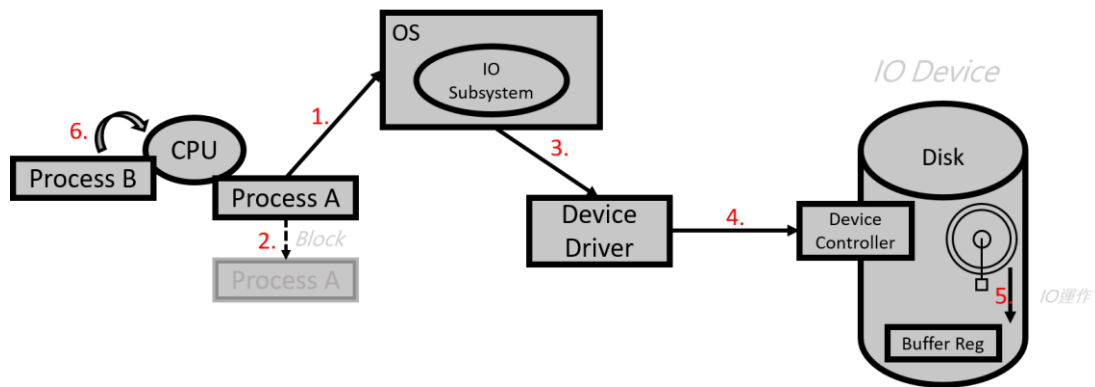 OS
IO
Subsystem
IO Device
1.
6.
CPU
3.
Disk
Process B
Process A
Device
Driver
4.
Device
Controller
2.
Block
Process A
5.
IO運作
Buffer Reg